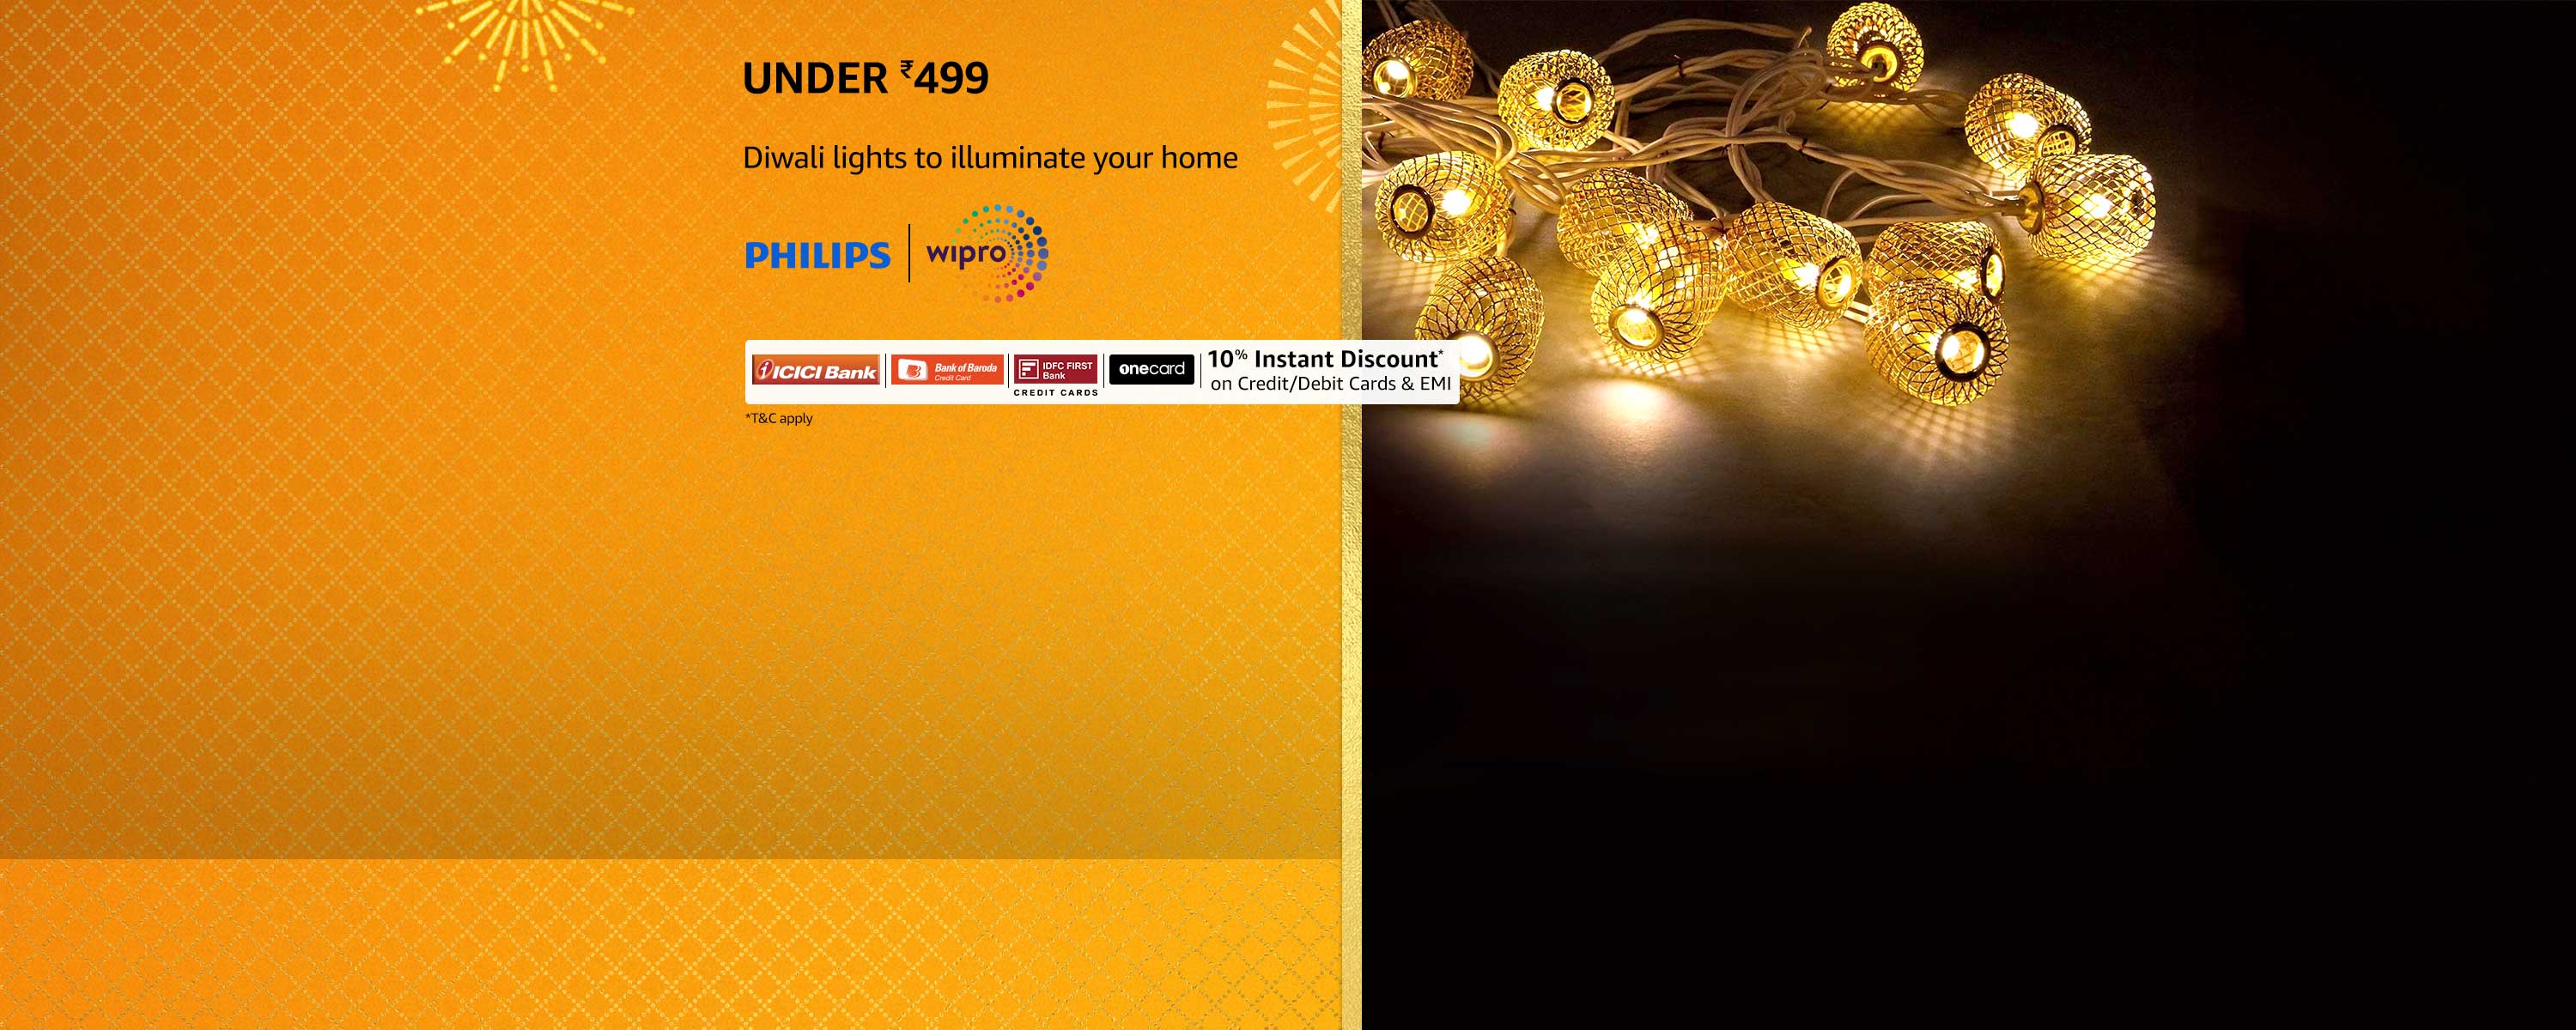 UNDER ₹499
Diwali lights to illuminate your home
PHILIPS | wipro
ICICI Bank
Bank of Baroda
Credit Card
IDFC FIRST
Bank
CREDIT CARDS
onecard
10% Instant Discount*
on Credit/Debit Cards & EMI
*T&C apply